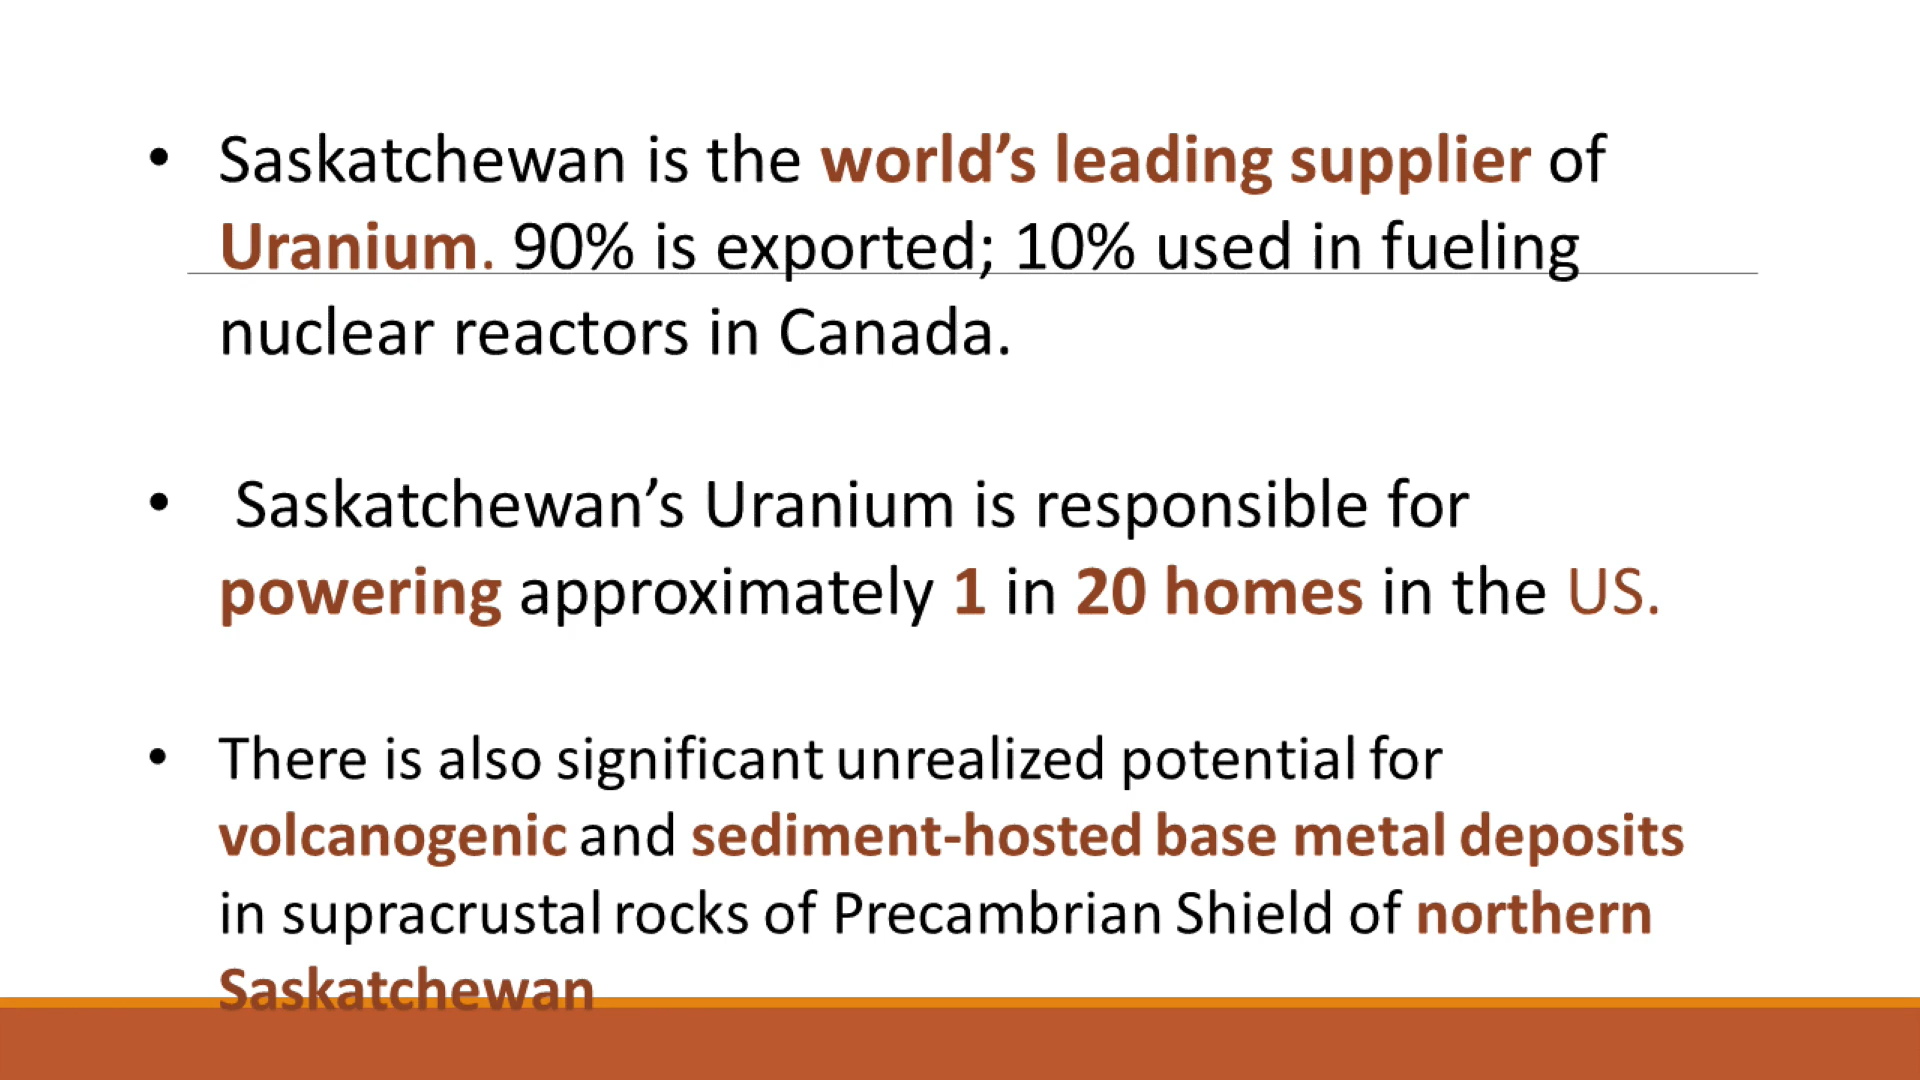 • Saskatchewan is the world’s leading supplier of
Uranium. 90% is exported; 10% used in fueling
nuclear reactors in Canada.
• Saskatchewan’s Uranium is responsible for
powering approximately 1 in 20 homes in the US.
• There is also significant unrealized potential for
volcanogenic and sediment-hosted base metal deposits
in supracrustal rocks of Precambrian Shield of northern
Saskatchewan